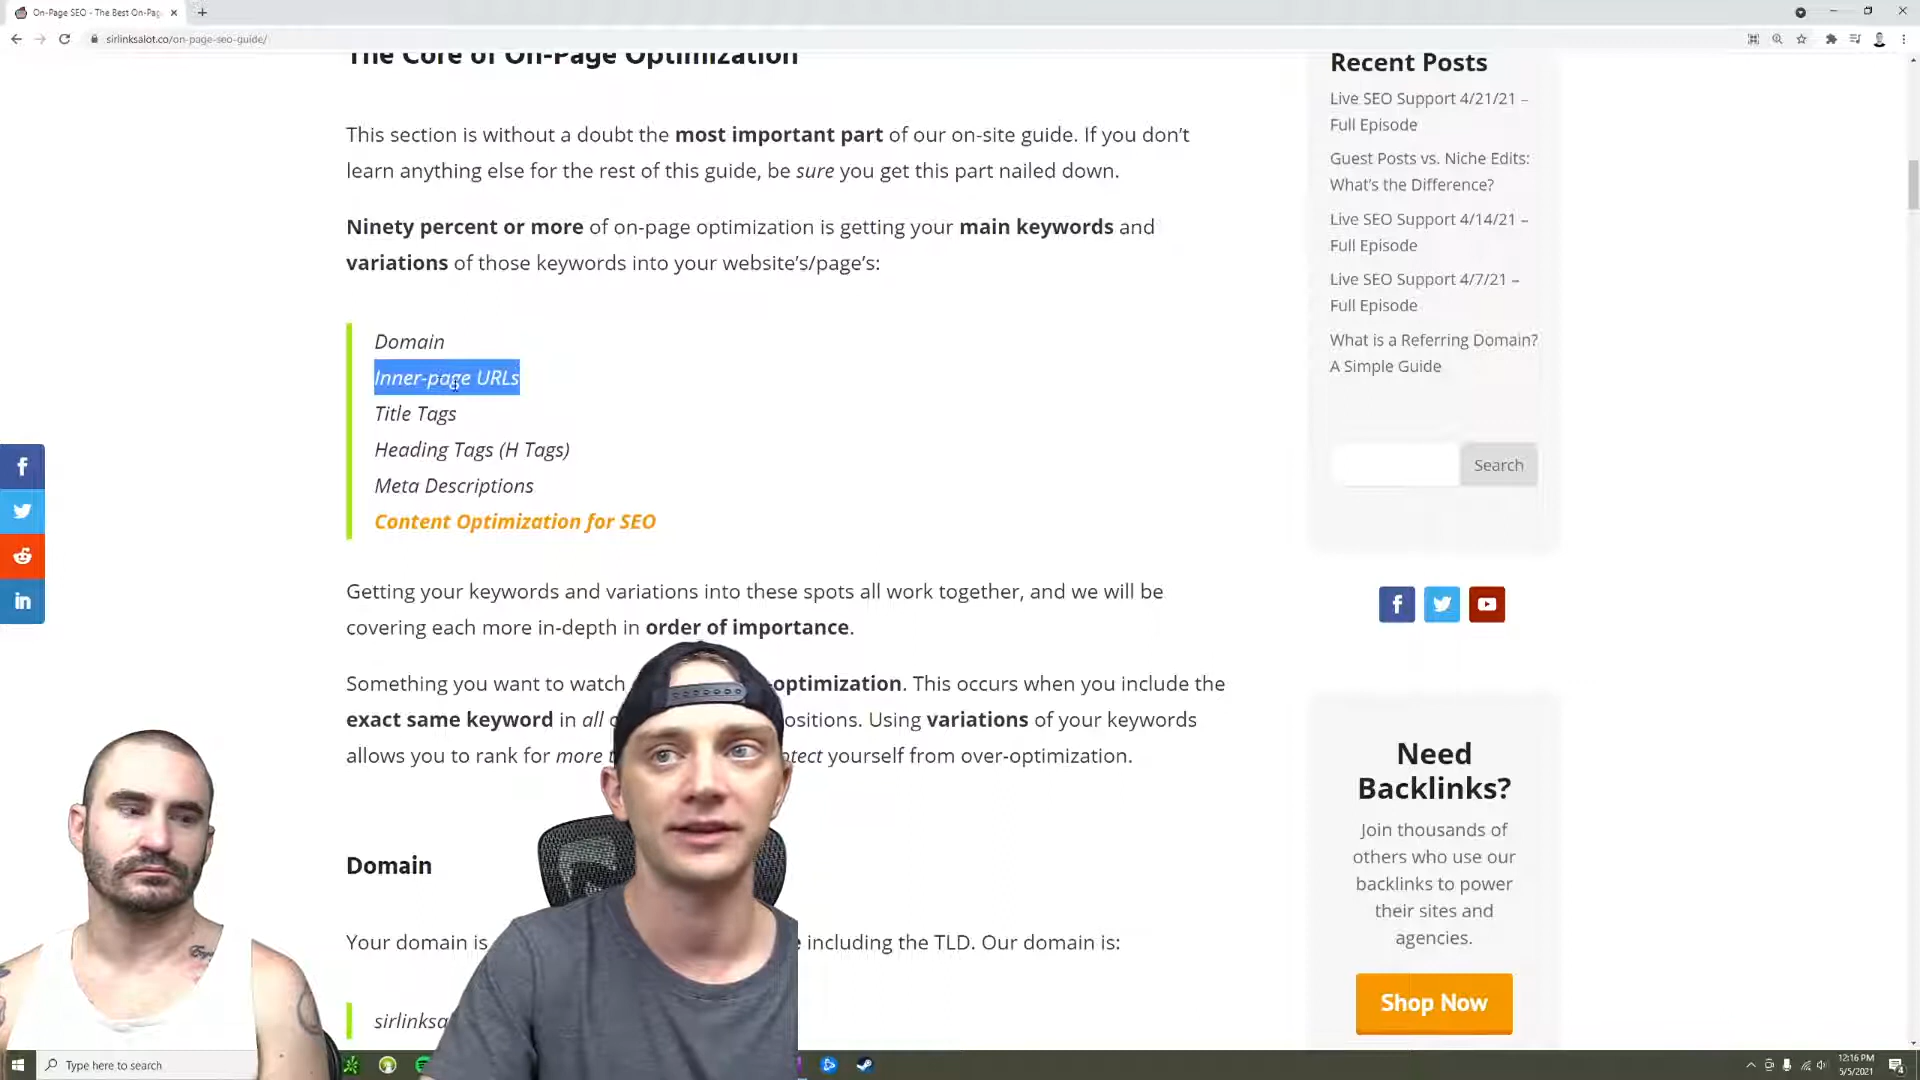 On-Page SEO - The Best On-Pag
sirlinksalot.co/on-page-seo-guide/
The Core of On-Page Optimization
This section is without a doubt the most important part of our on-site guide. If you don't
learn anything else for the rest of this guide, be sure you get this part nailed down.
Ninety percent or more of on-page optimization is getting your main keywords and
variations of those keywords into your website's/page's:
Domain
Inner-page URLs
Title Tags
Heading Tags (H Tags)
Meta Descriptions
Content Optimization for SEO
Getting your keywords and variations into these spots all work together, and we will be
covering each more in-depth in order of importance.
Something you want to watch -optimization. This occurs when you include the
exact same keyword in all ositions. Using variations of your keywords
allows you to rank for more otect yourself from over-optimization.
Domain
Your domain is including the TLD. Our domain is:
sirlinksa
Recent Posts
Live SEO Support 4/21/21 –
Full Episode
Guest Posts vs. Niche Edits:
What's the Difference?
Live SEO Support 4/14/21 –
Full Episode
Live SEO Support 4/7/21 –
Full Episode
What is a Referring Domain?
A Simple Guide
Search
Need
Backlinks?
Join thousands of
others who use our
backlinks to power
their sites and
agencies.
Shop Now
Type here to search
12:16 PM
5/5/2021